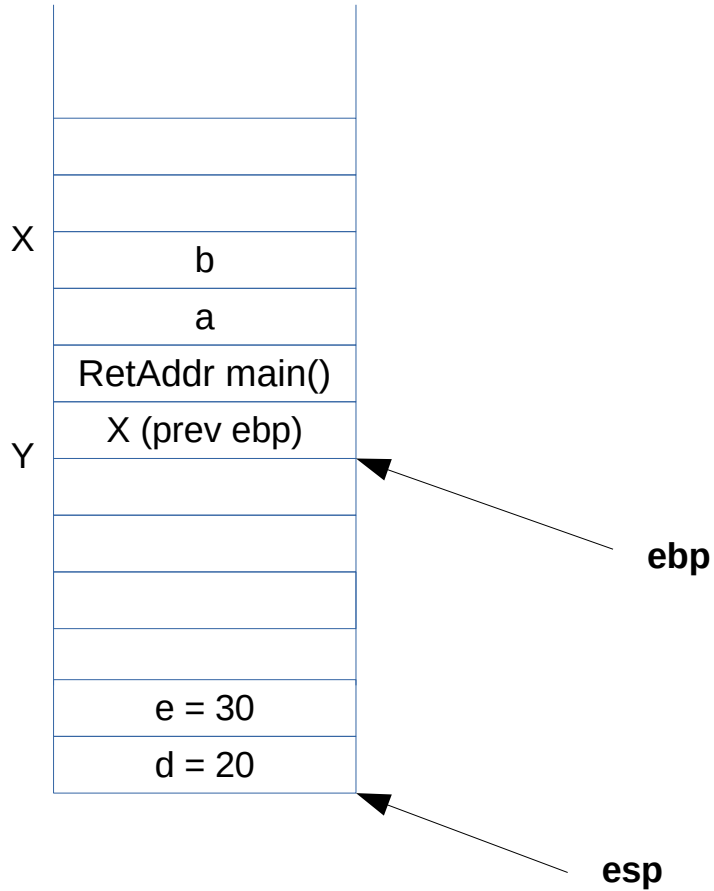 X
b
a
RetAddr main()
X (prev ebp)
Y
ebp
e = 30
d = 20
esp